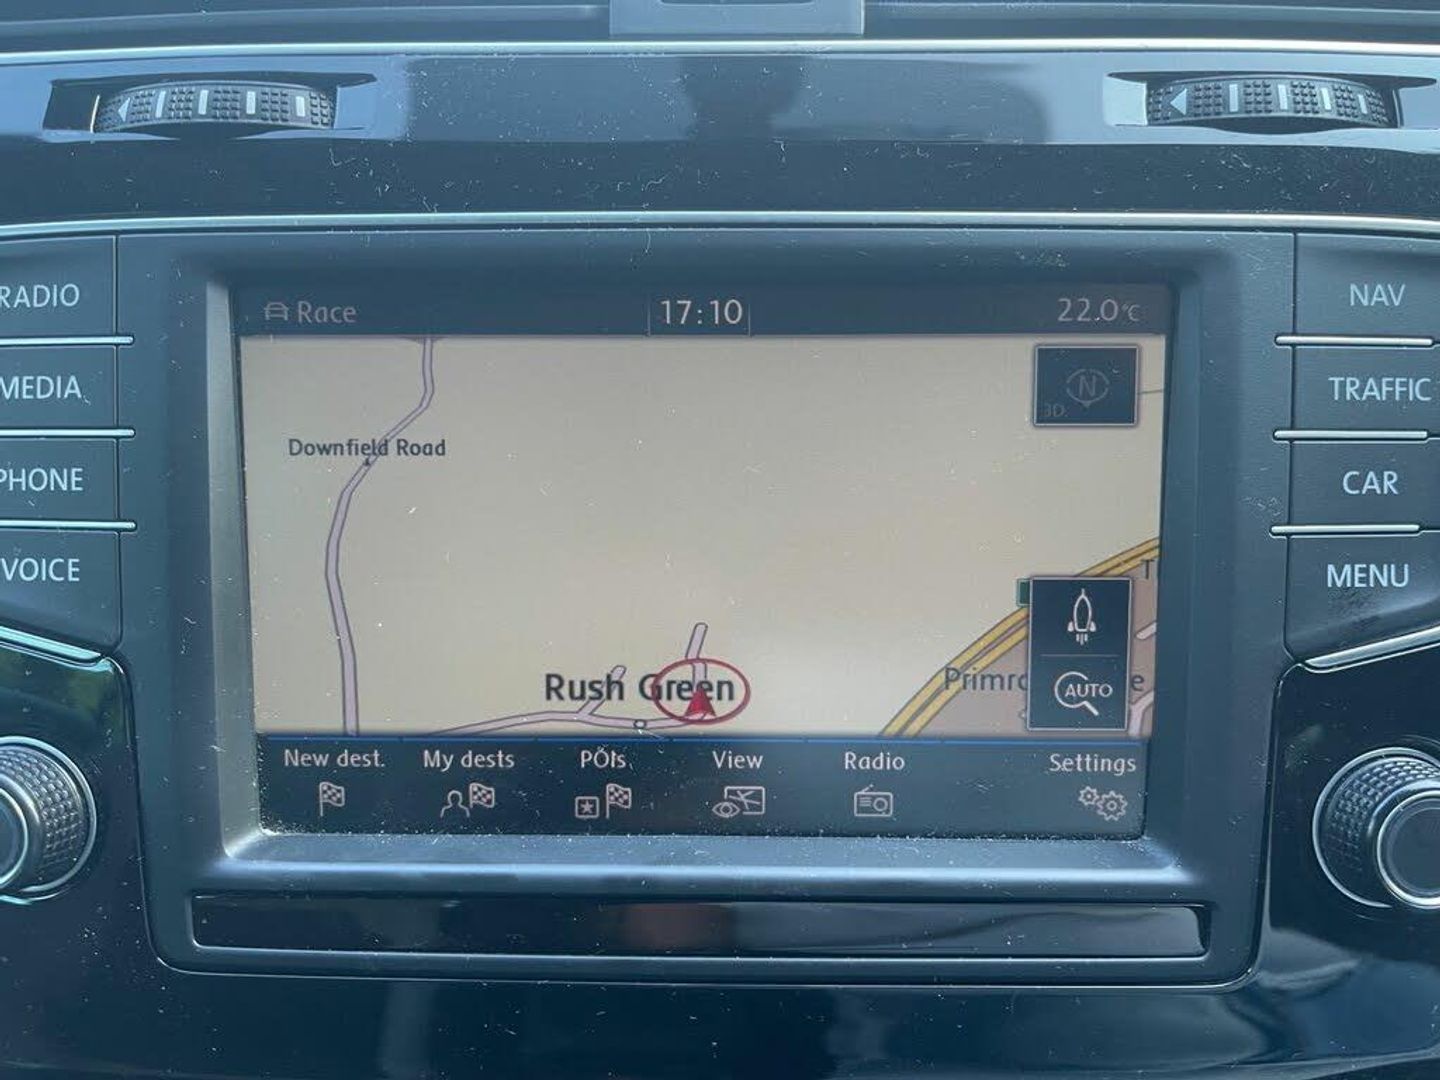 RADIO
MEDIA
PHONE
VOICE
Race
17:10
22.0°C
N
3D
Downfield Road
Rush Green
AUTO
New dest.
My dests
POIs
View
Radio
Settings
NAV
TRAFFIC
CAR
MENU